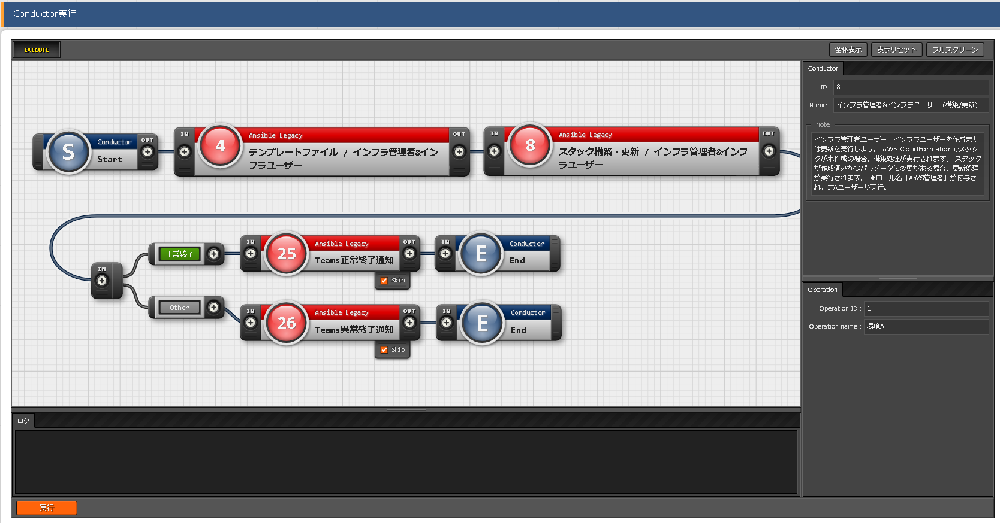 Conductor実行
EXECUTE
全体表示
表示リセット
フルスクリーン
S
Conductor
Start
OUT
IN
4
Ansible Legacy
テンプレートファイル / インフラ管理者&イン
フラユーザー
OUT
IN
8
Ansible Legacy
スタック構築・更新 / インフラ管理者&インフ
ラユーザー
OUT
IN
正常終了
Other
IN
25
Ansible Legacy
Teams正常終了通知
OUT
Skip
IN
E
Conductor
End
IN
26
Ansible Legacy
Teams異常終了通知
OUT
Skip
IN
E
Conductor
End
Conductor
ID : 8
Name : インフラ管理者&インフラユーザー (構築/更新)
Note
インフラ管理者ユーザー、インフラユーザーを作成また
は更新を実行します。 AWS CloudFormationでスタッ
クが未作成の場合、構築処理が実行されます。 スタック
が作成済みかつパラメータに変更がある場合、更新処理
が実行されます。 ◆ロール名「AWS管理者」が付与さ
れたITAユーザーが実行。
Operation
Operation ID : 1
Operation name : 環境A
ログ
実行